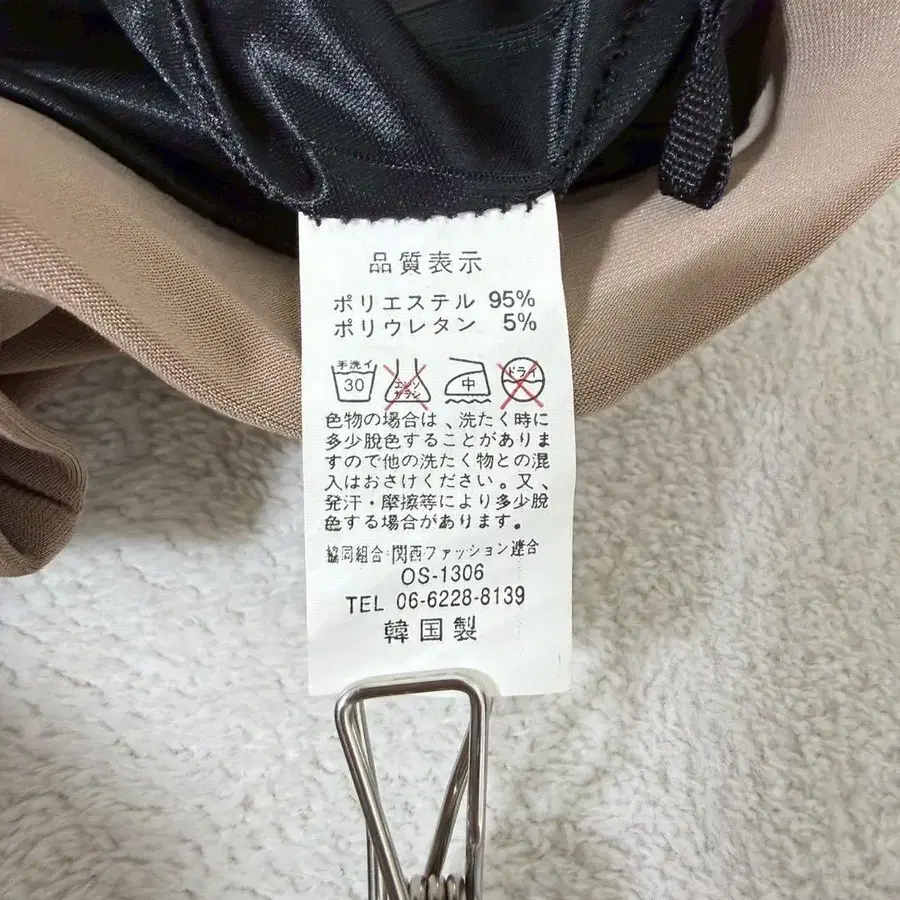 品質表示
ポリエステル 95%
ポリウレタン 5%
手洗イ
30
エンソ
サラシ
中
ドライ
色物の場合は、洗たく時に
多少脱色することがありま
すので他の洗たく物との混
入はおさけください。又、
発汗・摩擦等により多少脱
色する場合があります。
協同組合・関西ファッション連合
OS-1306
TEL 06-6228-8139
韓国製